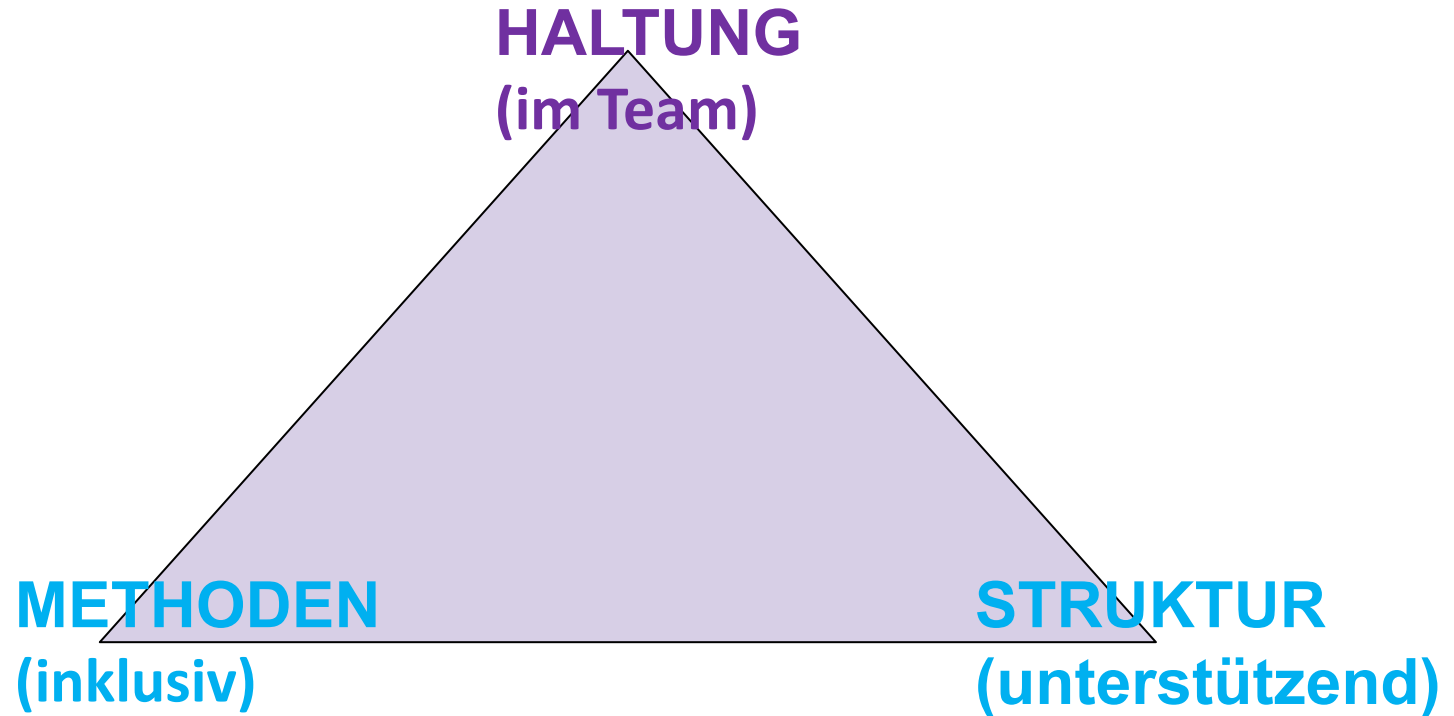 HALTUNG
(im Team)
METHODEN
(inklusiv)
STRUKTUR
(unterstützend)